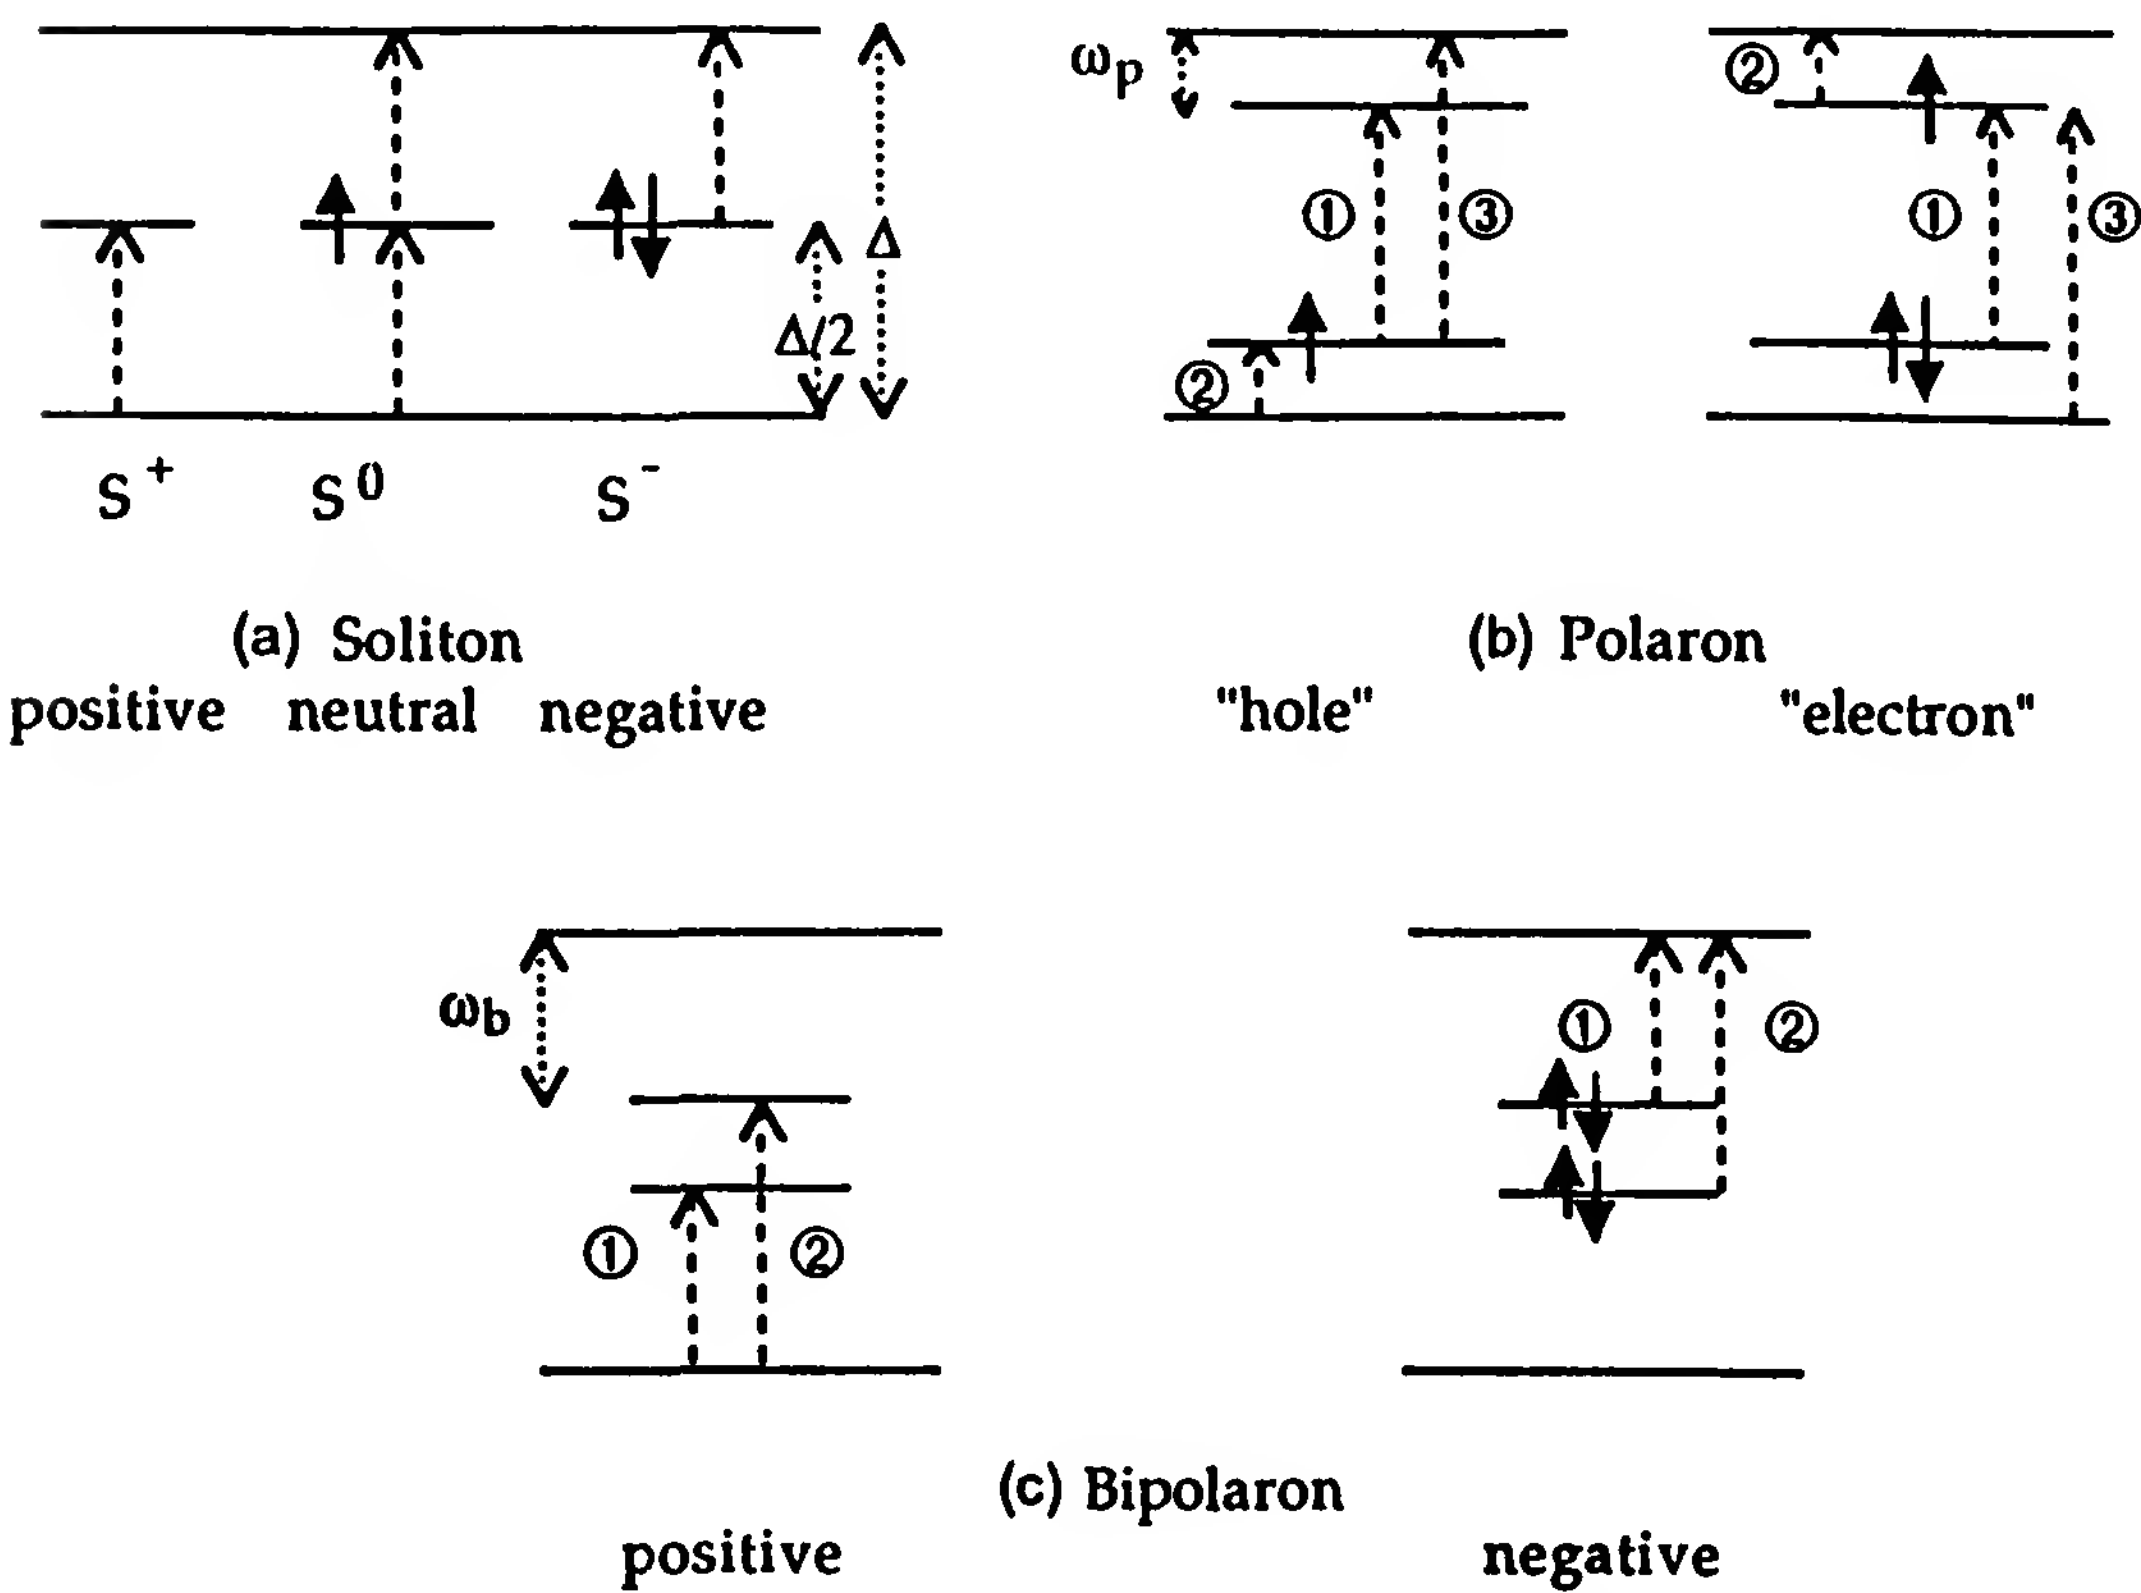 Δ
Δ/2
S⁺ S⁰ S⁻
(a) Soliton
positive neutral negative
ωp
① ② ③
② ① ③
(b) Polaron
"hole" "electron"
ωb
① ②
① ②
(c) Bipolaron
positive negative